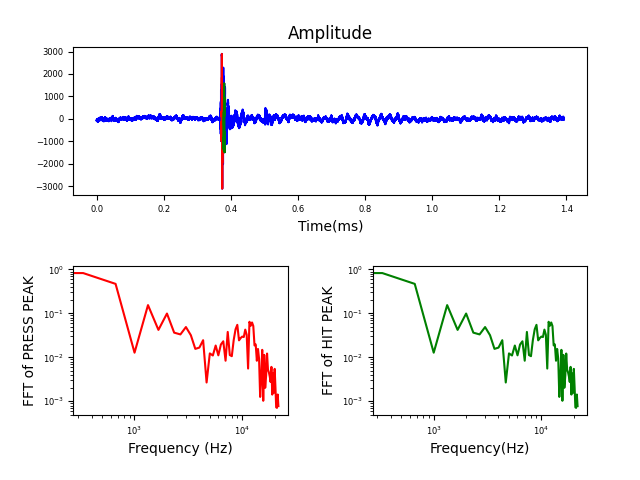 Amplitude
3000
2000
1000
0
−1000
−2000
−3000
0.0 0.2 0.4 0.6 0.8 1.0 1.2 1.4
Time(ms)
FFT of PRESS PEAK
10⁰
10⁻¹
10⁻²
10⁻³
10³ 10⁴
Frequency (Hz)
FFT of HIT PEAK
10⁰
10⁻¹
10⁻²
10⁻³
10³ 10⁴
Frequency(Hz)